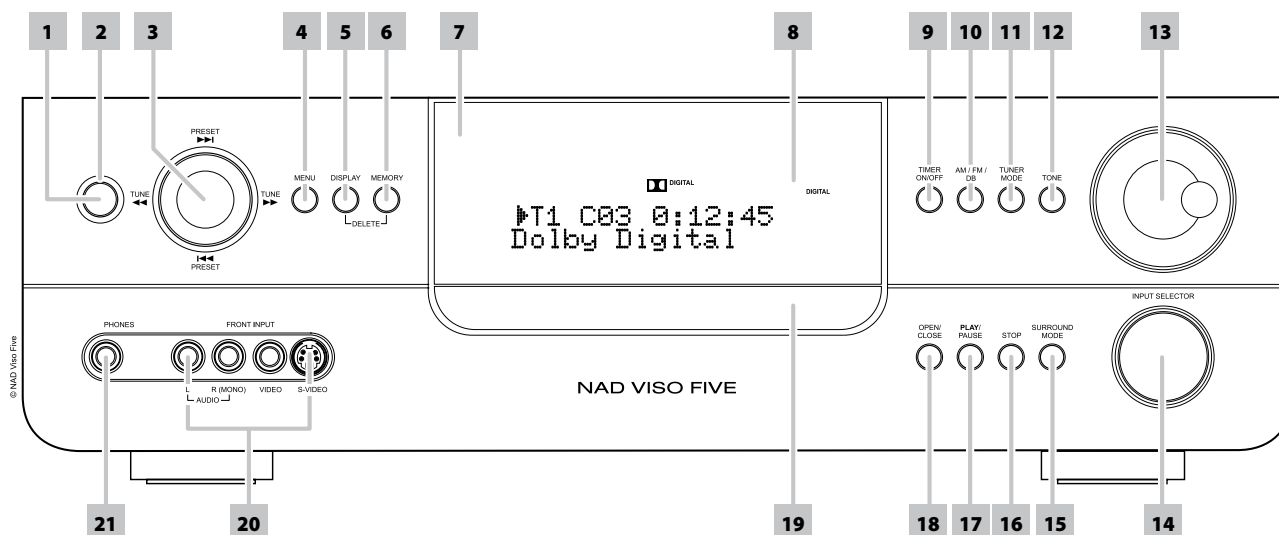 1 2 3 4 5 6 7 8 9 10 11 12 13
PRESET
TUNE
TUNE
PRESET
MENU DISPLAY MEMORY
DELETE
DIGITAL
DIGITAL
T1 C03 0:12:45
Dolby Digital
TIMER ON/OFF
AM / FM / DB
TUNER MODE
TONE
INPUT SELECTOR
PHONES FRONT INPUT
L R (MONO) VIDEO S-VIDEO
AUDIO
NAD VISO FIVE
OPEN/ CLOSE
PLAY/ PAUSE
STOP
SURROUND MODE
© NAD Viso Five
21 20 19 18 17 16 15 14